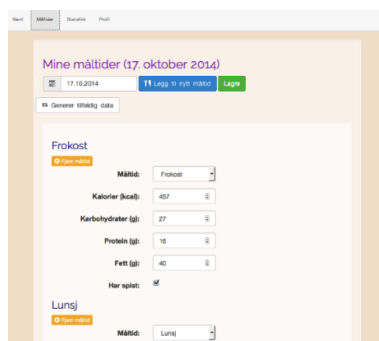 Måltider Statistikk Profil
Mine måltider (17. oktober 2014)
17.10.2014 Legg til nytt måltid Lagre
Generer tilfeldig data
Frokost
Fjern måltid
Måltid: Frokost
Kalorier (kcal): 457
Karbohydrater (g): 27
Protein (g): 16
Fett (g): 40
Har spist:
Lunsj
Fjern måltid
Måltid: Lunsj